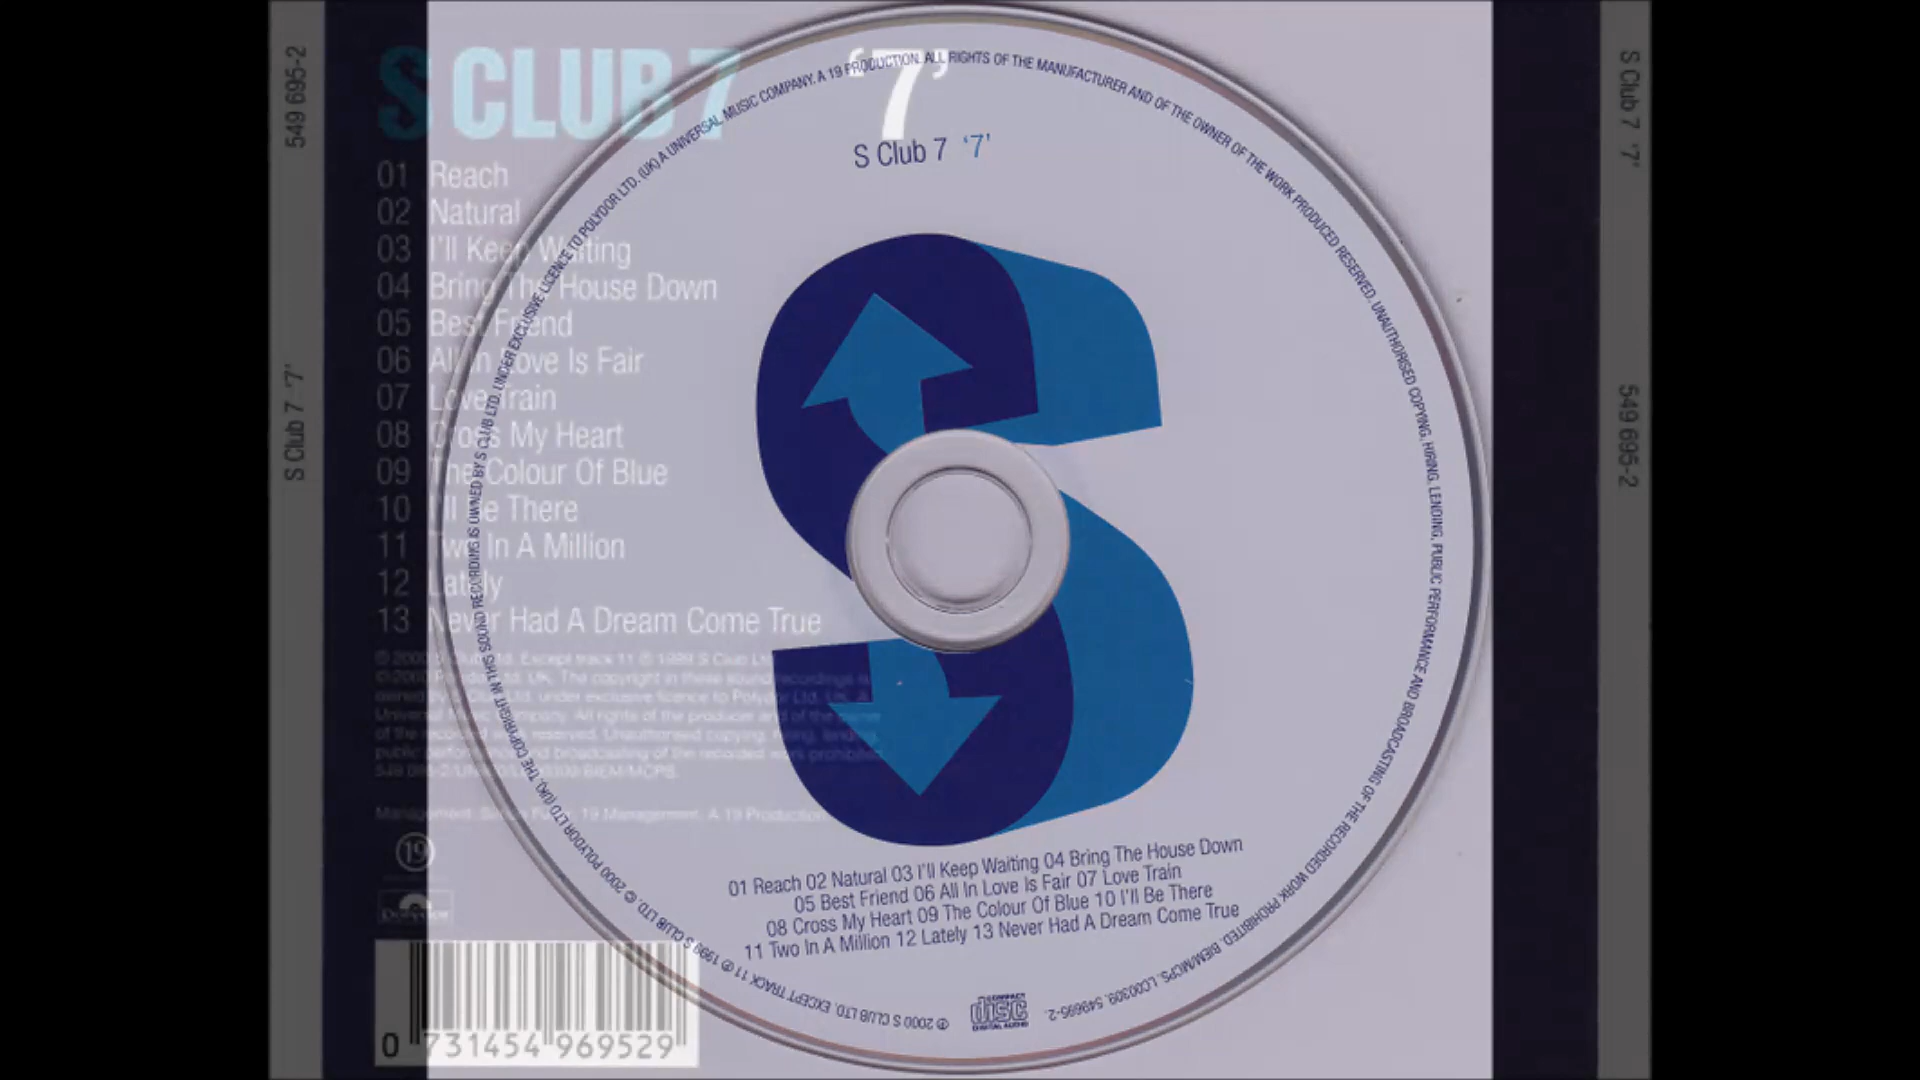 549 695-2
S Club 7 '7'
S CLUB 7 '7'
01 Reach
02 Natural
03 I'll Keep Waiting
04 Bring The House Down
05 Best Friend
06 All In Love Is Fair
07 Love Train
08 Cross My Heart
09 The Colour Of Blue
10 I'll Be There
11 Two In A Million
12 Lately
13 Never Had A Dream Come True
19
Polydor
0 731454 969529
S Club 7 '7'
01 Reach 02 Natural 03 I'll Keep Waiting 04 Bring The House Down
05 Best Friend 06 All In Love Is Fair 07 Love Train
08 Cross My Heart 09 The Colour Of Blue 10 I'll Be There
11 Two In A Million 12 Lately 13 Never Had A Dream Come True
COMPACT
disc
DIGITAL AUDIO
℗ 2000 S CLUB LTD. EXCEPT TRACK 11 ℗ 1999 S CLUB LTD. © 2000 POLYDOR LTD (UK). THE COPYRIGHT IN THIS SOUND RECORDING IS OWNED BY S CLUB LTD. UNDER EXCLUSIVE LICENCE TO POLYDOR LTD. (UK) A UNIVERSAL MUSIC COMPANY. A 19 PRODUCTION. ALL RIGHTS OF THE MANUFACTURER AND OF THE OWNER OF THE WORK PRODUCED RESERVED. UNAUTHORISED COPYING, HIRING, LENDING, PUBLIC PERFORMANCE AND BROADCASTING OF THE RECORDED WORK PROHIBITED. BIEM/MCPS. LC00309. 549695-2.
S Club 7 '7'
549 695-2